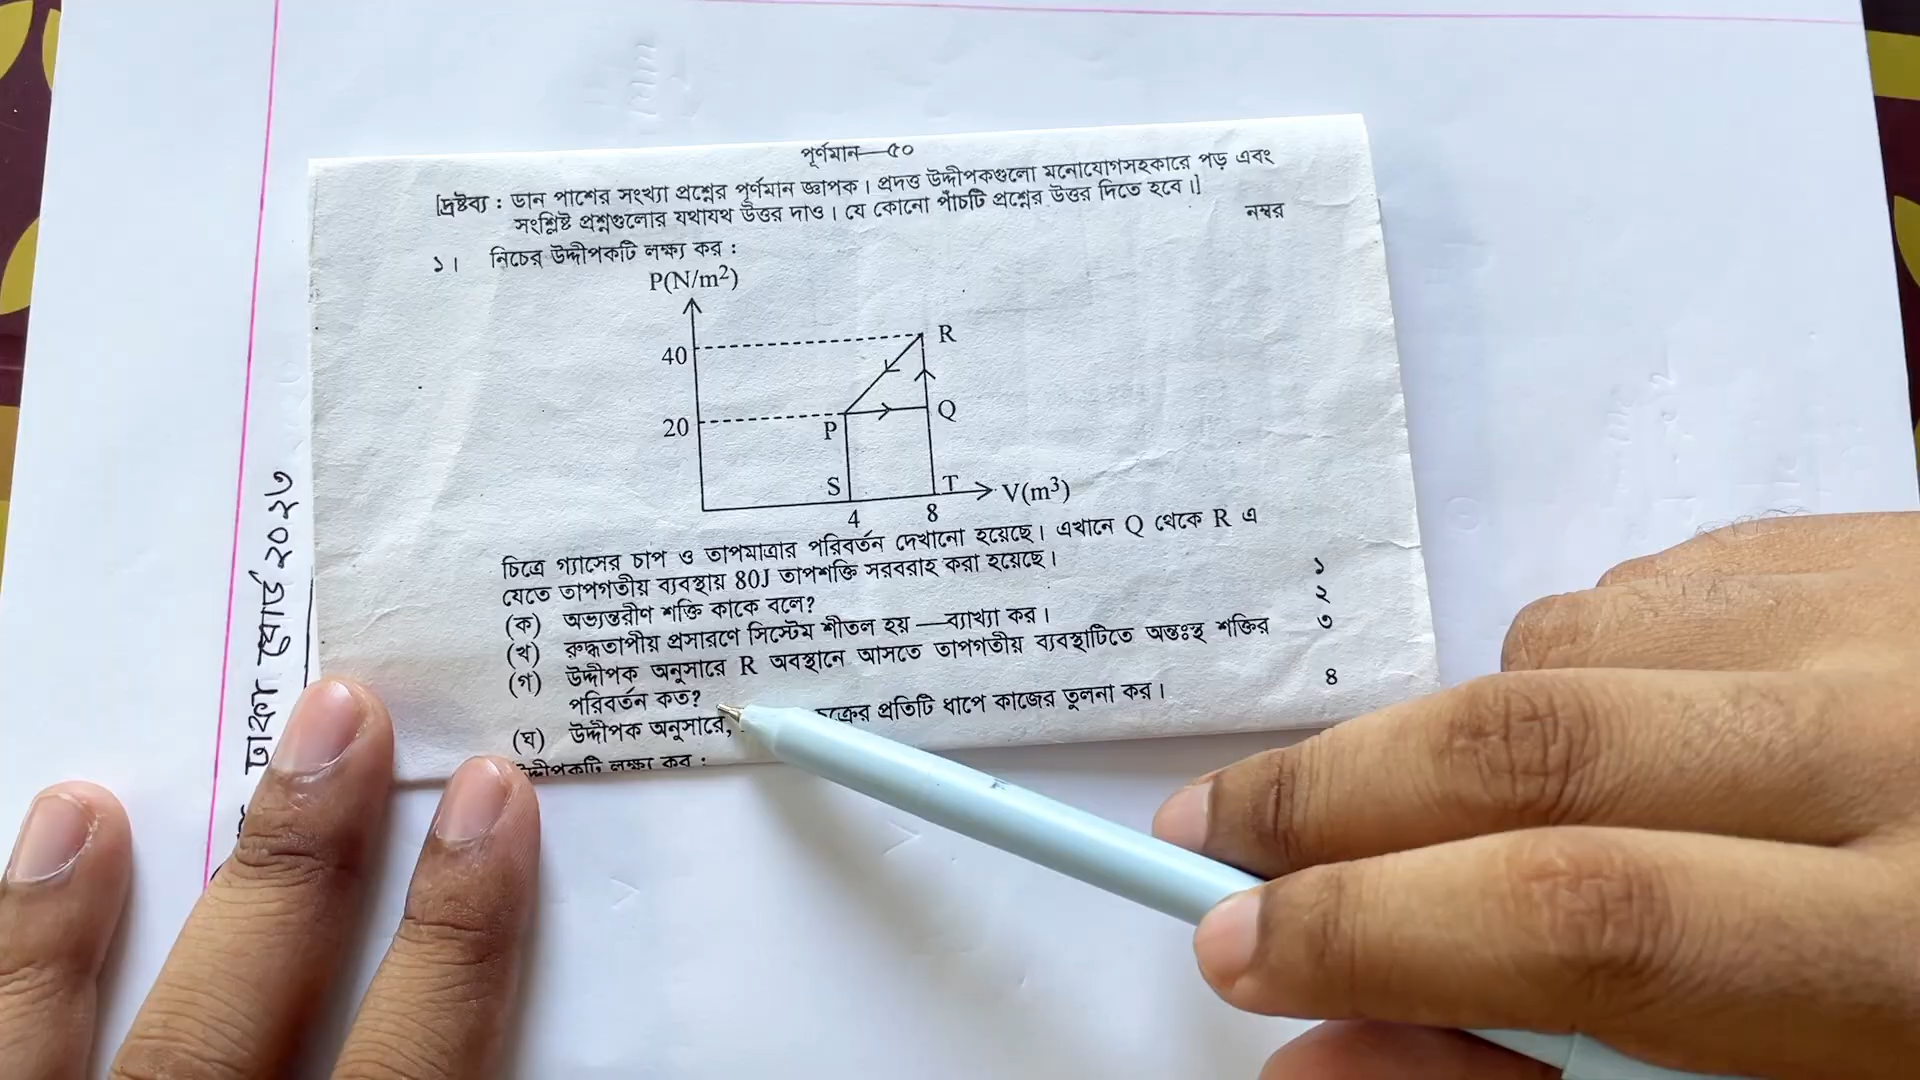 পূর্ণমান—৫০
[দ্রষ্টব্য : ডান পাশের সংখ্যা প্রশ্নের পূর্ণমান জ্ঞাপক। প্রদত্ত উদ্দীপকগুলো মনোযোগসহকারে পড় এবং
সংশ্লিষ্ট প্রশ্নগুলোর যথাযথ উত্তর দাও। যে কোনো পাঁচটি প্রশ্নের উত্তর দিতে হবে।]
নম্বর
১। নিচের উদ্দীপকটি লক্ষ্য কর :
P(N/m²)
40 R
20 P Q
S T V(m³)
4 8
চিত্রে গ্যাসের চাপ ও তাপমাত্রার পরিবর্তন দেখানো হয়েছে। এখানে Q থেকে R এ
যেতে তাপগতীয় ব্যবস্থায় 80J তাপশক্তি সরবরাহ করা হয়েছে।
(ক) অভ্যন্তরীণ শক্তি কাকে বলে? ১
(খ) রুদ্ধতাপীয় প্রসারণে সিস্টেম শীতল হয় —ব্যাখ্যা কর। ২
(গ) উদ্দীপক অনুসারে R অবস্থানে আসতে তাপগতীয় ব্যবস্থাটিতে অন্তঃস্থ শক্তির ৩
পরিবর্তন কত?
(ঘ) উদ্দীপক অনুসারে, চক্রের প্রতিটি ধাপে কাজের তুলনা কর। ৪
উদ্দীপকটি লক্ষ্য কর :
ঢাকা বোর্ড ২০২৩